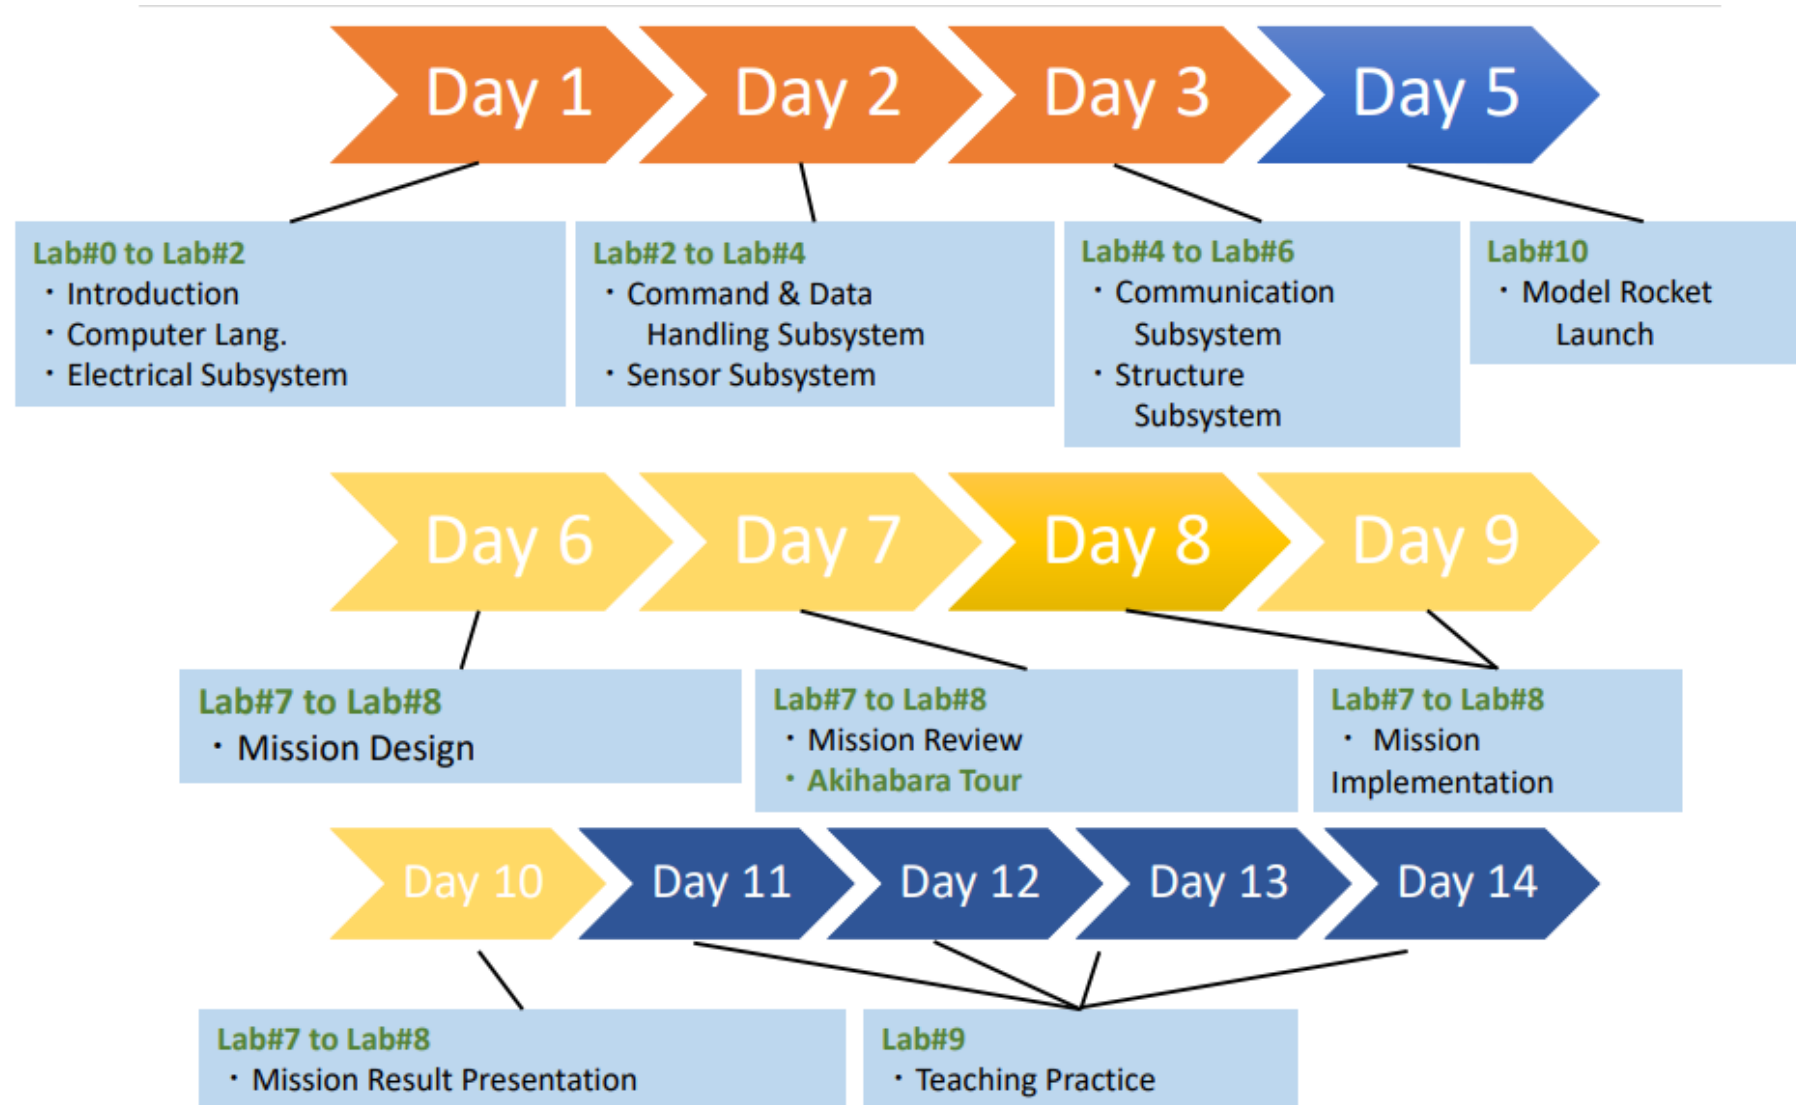 Day 1
Day 2
Day 3
Day 5
Lab#0 to Lab#2
・Introduction
・Computer Lang.
・Electrical Subsystem
Lab#2 to Lab#4
・Command & Data
Handling Subsystem
・Sensor Subsystem
Lab#4 to Lab#6
・Communication
Subsystem
・Structure
Subsystem
Lab#10
・Model Rocket
Launch
Day 6
Day 7
Day 8
Day 9
Lab#7 to Lab#8
・Mission Design
Lab#7 to Lab#8
・Mission Review
・Akihabara Tour
Lab#7 to Lab#8
・ Mission
Implementation
Day 10
Day 11
Day 12
Day 13
Day 14
Lab#7 to Lab#8
・Mission Result Presentation
Lab#9
・Teaching Practice